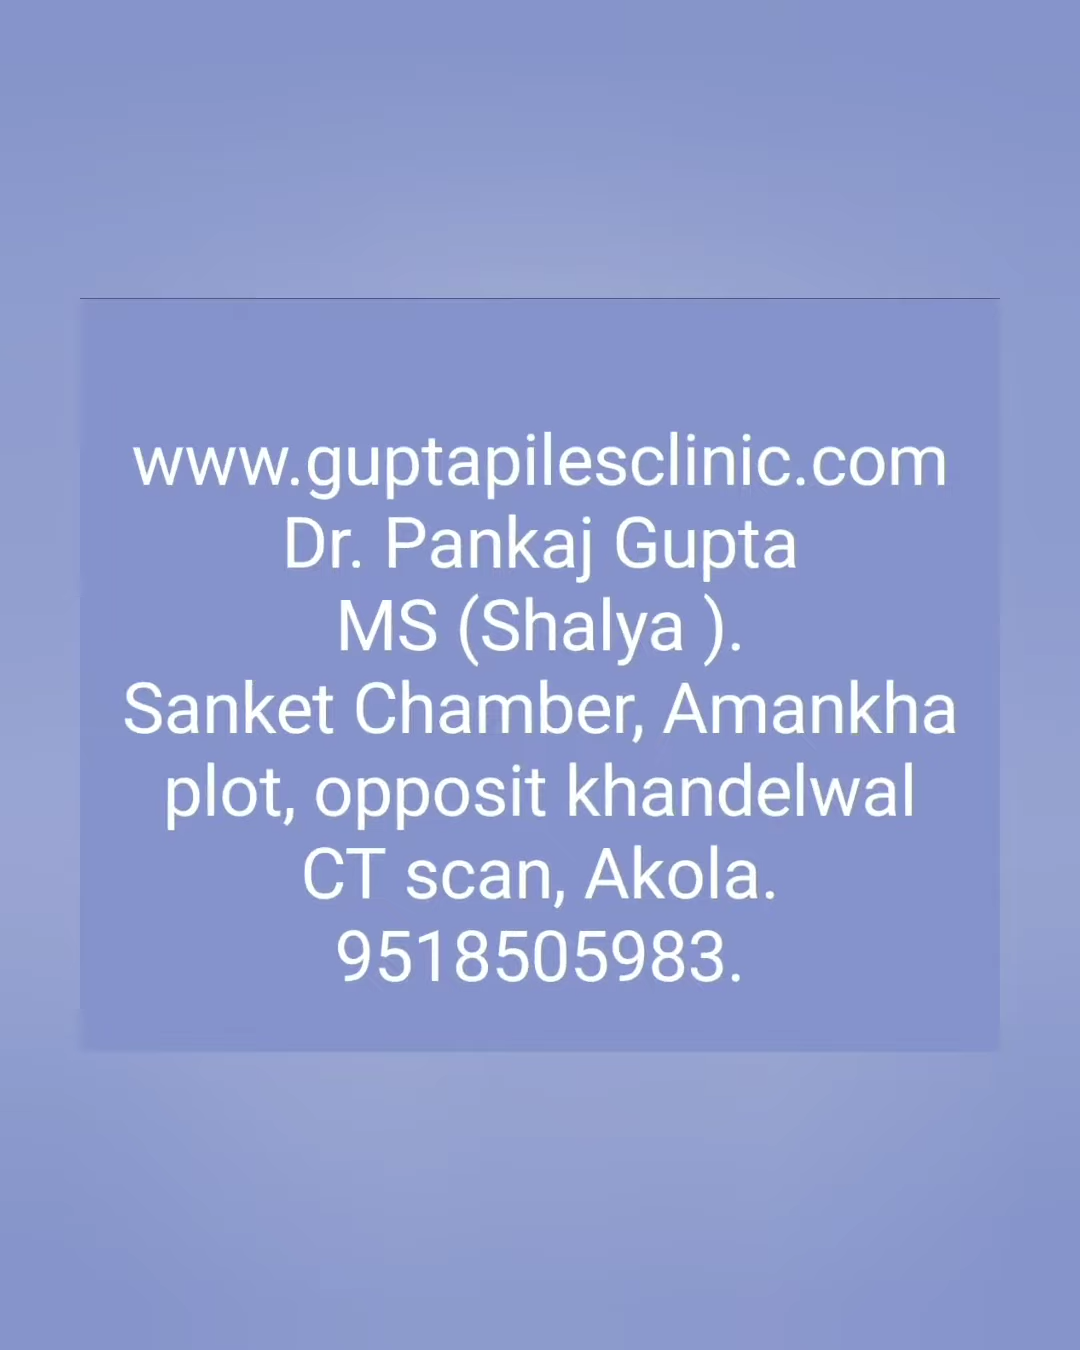 www.guptapilesclinic.com
Dr. Pankaj Gupta
MS (Shalya ).
Sanket Chamber, Amankha
plot, opposit khandelwal
CT scan, Akola.
9518505983.